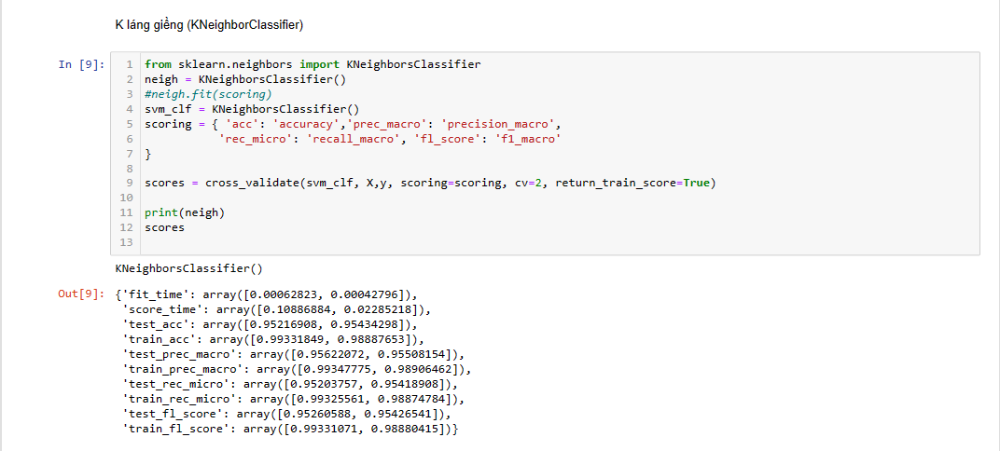 K láng giềng (KNeighborClassifier)
In [9]:
1 from sklearn.neighbors import KNeighborsClassifier
2 neigh = KNeighborsClassifier()
3 #neigh.fit(scoring)
4 svm_clf = KNeighborsClassifier()
5 scoring = { 'acc': 'accuracy','prec_macro': 'precision_macro',
6 'rec_micro': 'recall_macro', 'fl_score': 'f1_macro'
7 }
8
9 scores = cross_validate(svm_clf, X,y, scoring=scoring, cv=2, return_train_score=True)
10
11 print(neigh)
12 scores
13
KNeighborsClassifier()
Out[9]: {'fit_time': array([0.00062823, 0.00042796]),
'score_time': array([0.10886884, 0.02285218]),
'test_acc': array([0.95216908, 0.95434298]),
'train_acc': array([0.99331849, 0.98887653]),
'test_prec_macro': array([0.95622072, 0.95508154]),
'train_prec_macro': array([0.99347775, 0.98906462]),
'test_rec_micro': array([0.95203757, 0.95418908]),
'train_rec_micro': array([0.99325561, 0.98874784]),
'test_fl_score': array([0.95260588, 0.95426541]),
'train_fl_score': array([0.99331071, 0.98880415])}